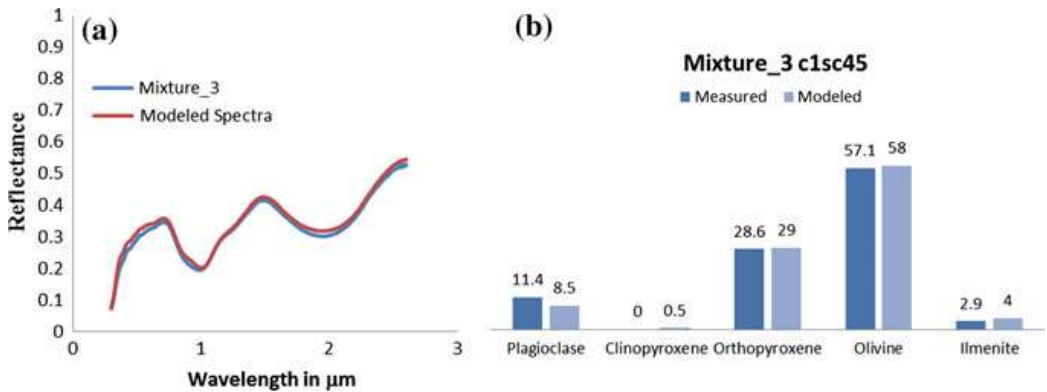 (a)
1
0.9
0.8
0.7
0.6
0.5
0.4
0.3
0.2
0.1
0
Reflectance
Mixture_3
Modeled Spectra
0 1 2 3
Wavelength in μm
(b)
Mixture_3 c1sc45
Measured Modeled
11.4 8.5 0 0.5 28.6 29 57.1 58 2.9 4
Plagioclase Clinopyroxene Orthopyroxene Olivine Ilmenite